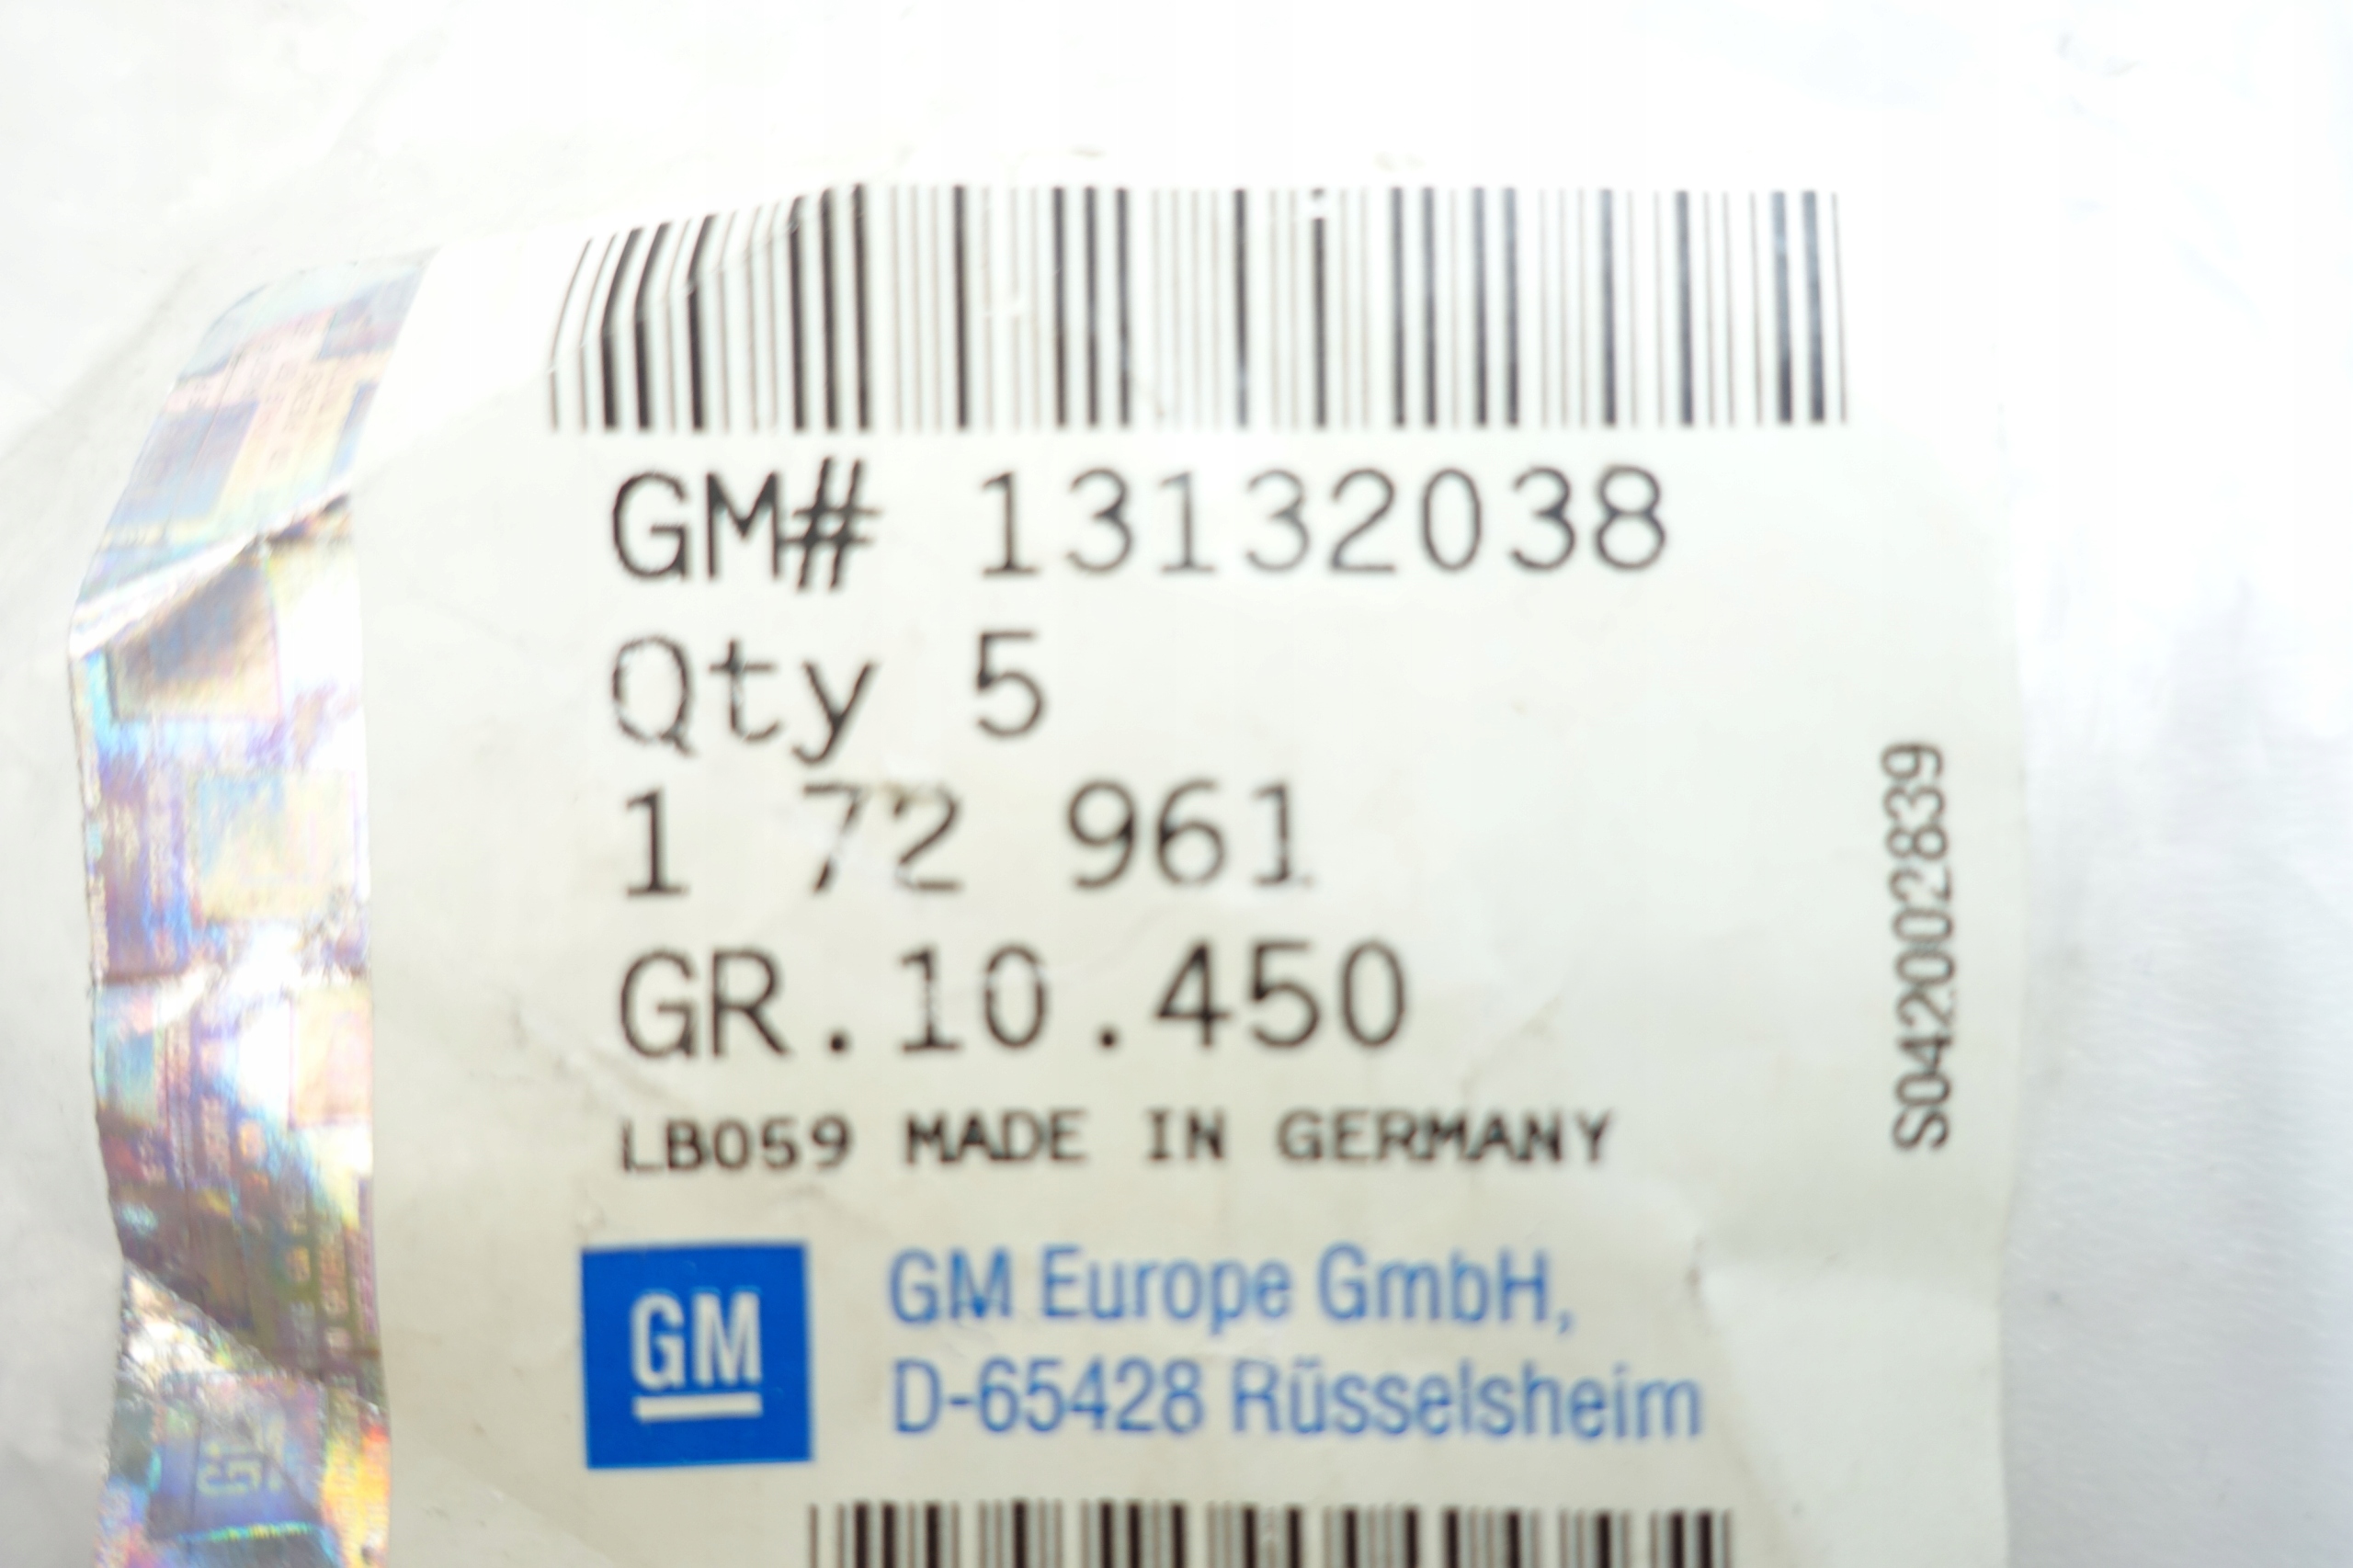 GM# 13132038
Qty 5
1 72 961
GR.10.450
LB059 MADE IN GERMANY
S042002839
GM
GM Europe GmbH,
D-65428 Rüsselsheim